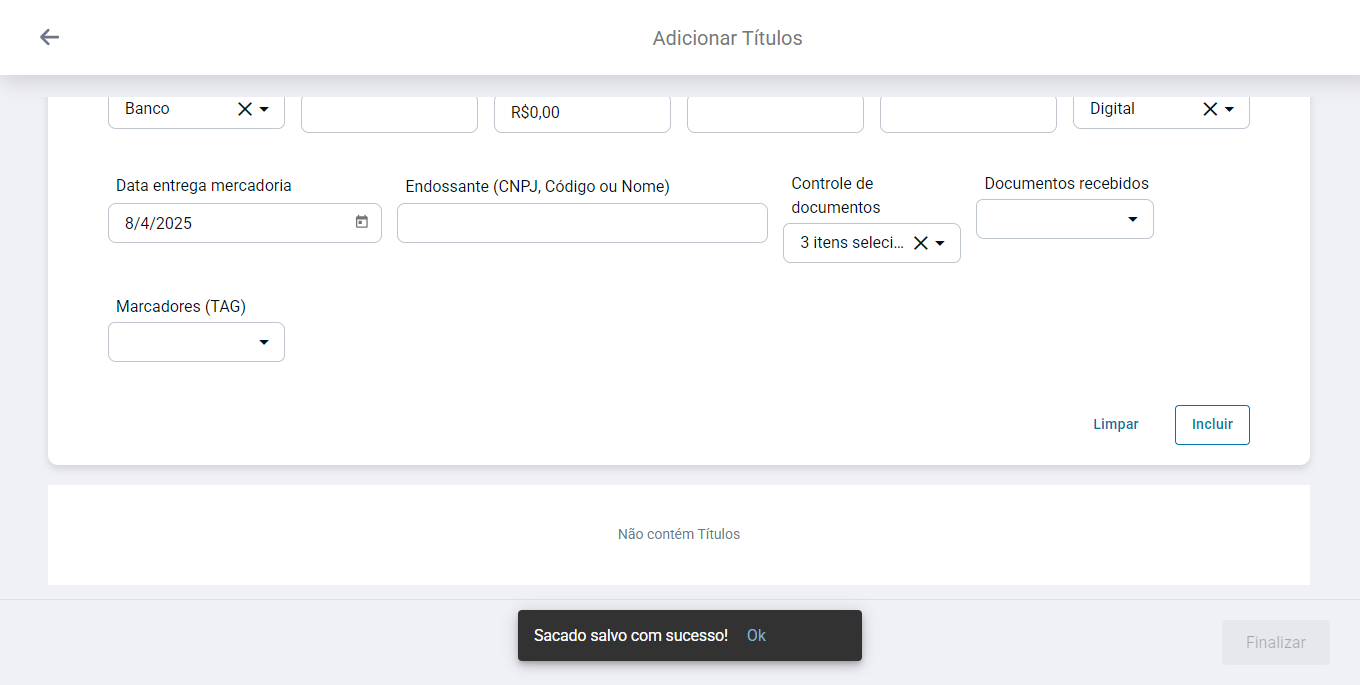 Adicionar Títulos
Banco
R$0,00
Digital
Data entrega mercadoria
Endossante (CNPJ, Código ou Nome)
Controle de
documentos
Documentos recebidos
8/4/2025
3 itens seleci...
Marcadores (TAG)
Limpar
Incluir
Não contém Títulos
Sacado salvo com sucesso! Ok
Finalizar